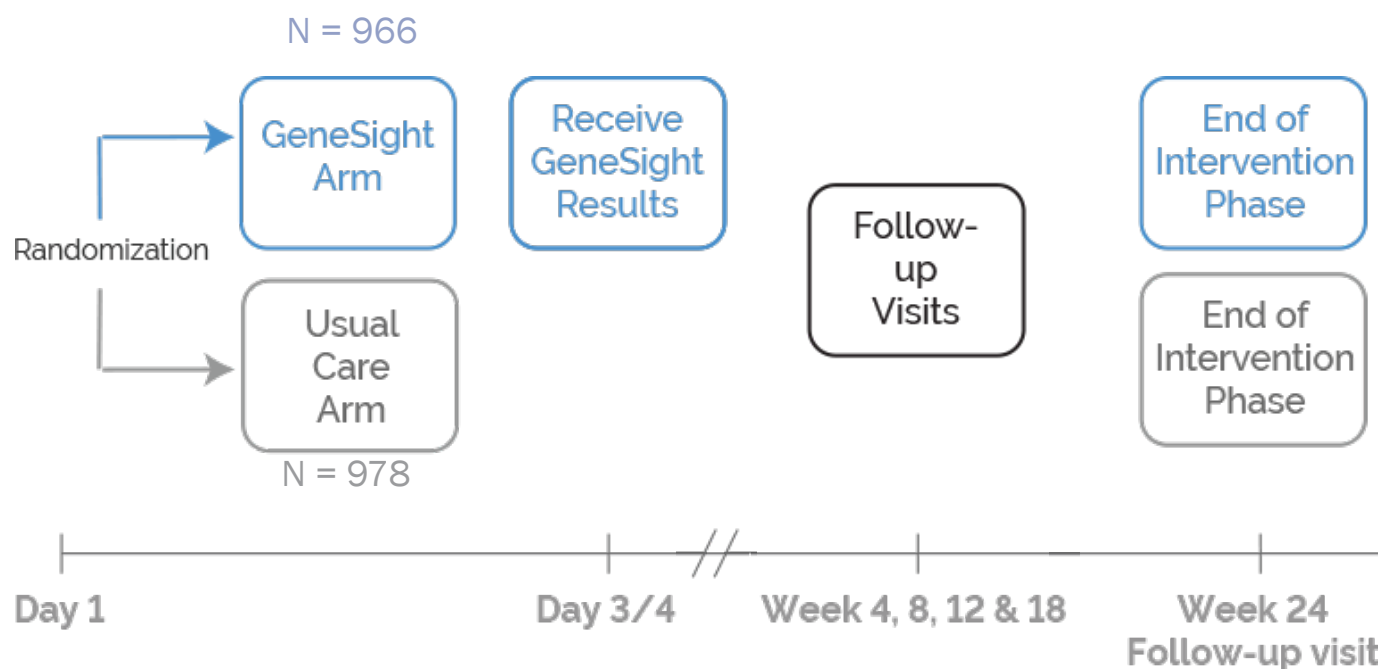 N = 966
GeneSight
Arm
Receive
GeneSight
Results
End of
Intervention
Phase
Randomization
Follow-
up
Visits
Usual
Care
Arm
End of
Intervention
Phase
N = 978
Day 1
Day 3/4
Week 4, 8, 12 & 18
Week 24
Follow-up visit